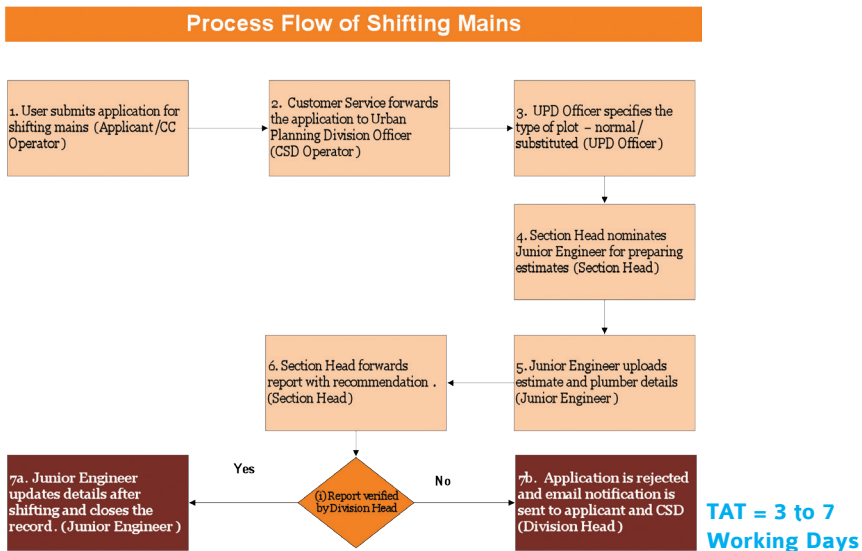 Process Flow of Shifting Mains
1. User submits application for
shifting mains (Applicant/CC
Operator)
2. Customer Service forwards
the application to Urban
Planning Division Officer
(CSD Operator)
3. UPD Officer specifies the
type of plot – normal/
substituted (UPD Officer)
4. Section Head nominates
Junior Engineer for preparing
estimates (Section Head)
5. Junior Engineer uploads
estimate and plumber details
(Junior Engineer)
6. Section Head forwards
report with recommendation.
(Section Head)
(i) Report verified
by Division Head
Yes
No
7a. Junior Engineer
updates details after
shifting and closes the
record. (Junior Engineer)
7b. Application is rejected
and email notification is
sent to applicant and CSD
(Division Head)
TAT = 3 to 7
Working Days